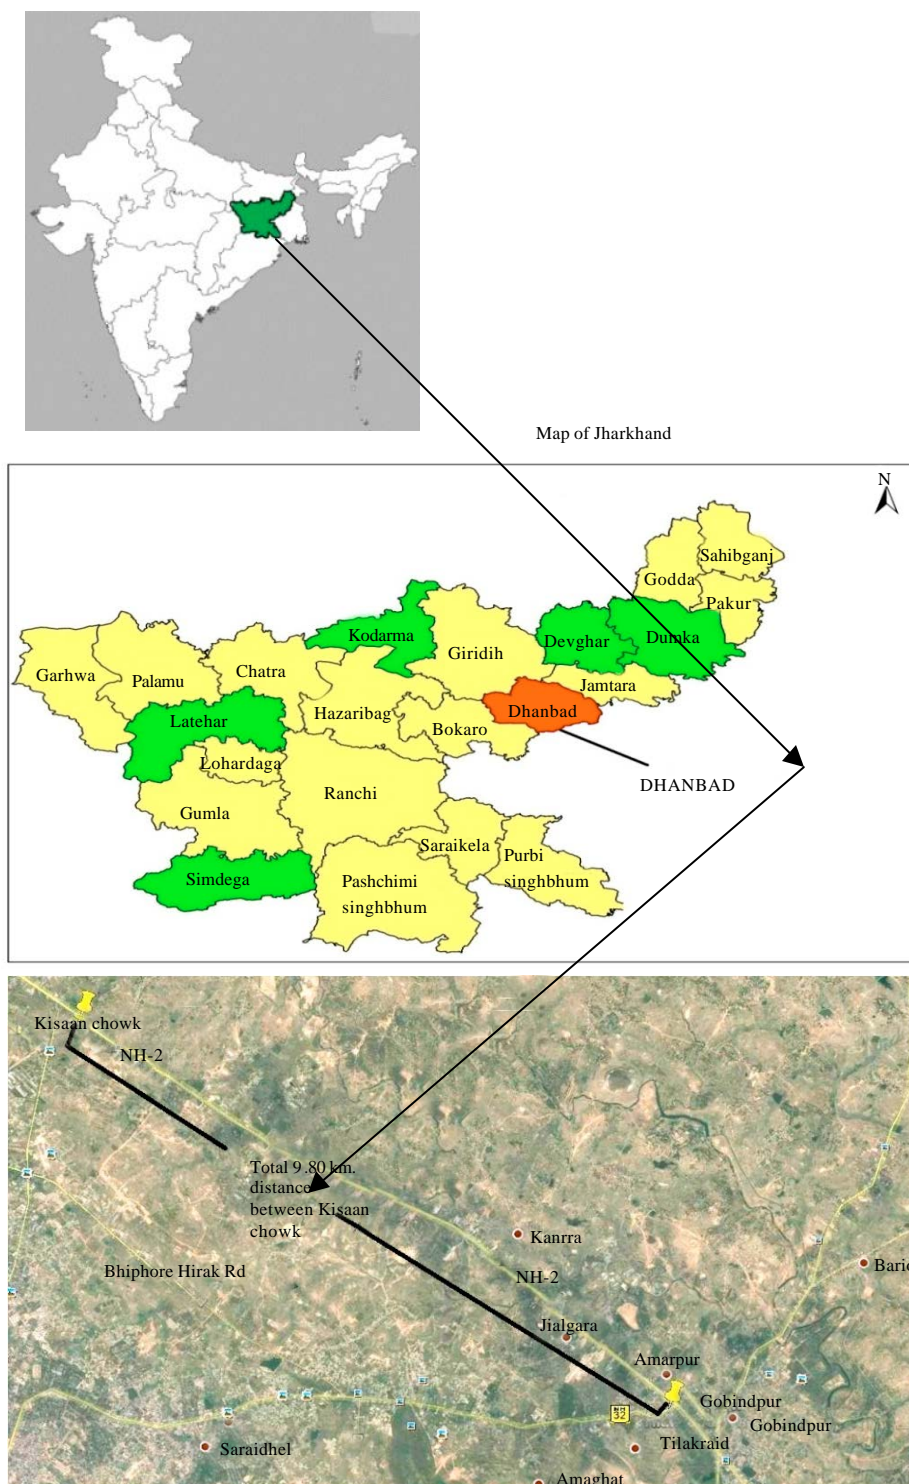 Map of Jharkhand
N
Sahibganj
Godda
Pakur
Kodarma
Devghar
Dumka
Giridih
Garhwa
Palamu
Chatra
Jamtara
Hazaribag
Dhanbad
Latehar
Bokaro
Lohardaga
DHANBAD
Ranchi
Gumla
Saraikela
Purbi
singhbhum
Simdega
Pashchimi
singhbhum
Kisaan chowk
NH-2
Total 9.80 km.
distance
between Kisaan
chowk
Kanrra
Bhiphore Hirak Rd
NH-2
Jialgara
Amarpur
Gobindpur
32
Gobindpur
Tilakraid
Saraidhel
Amaghat